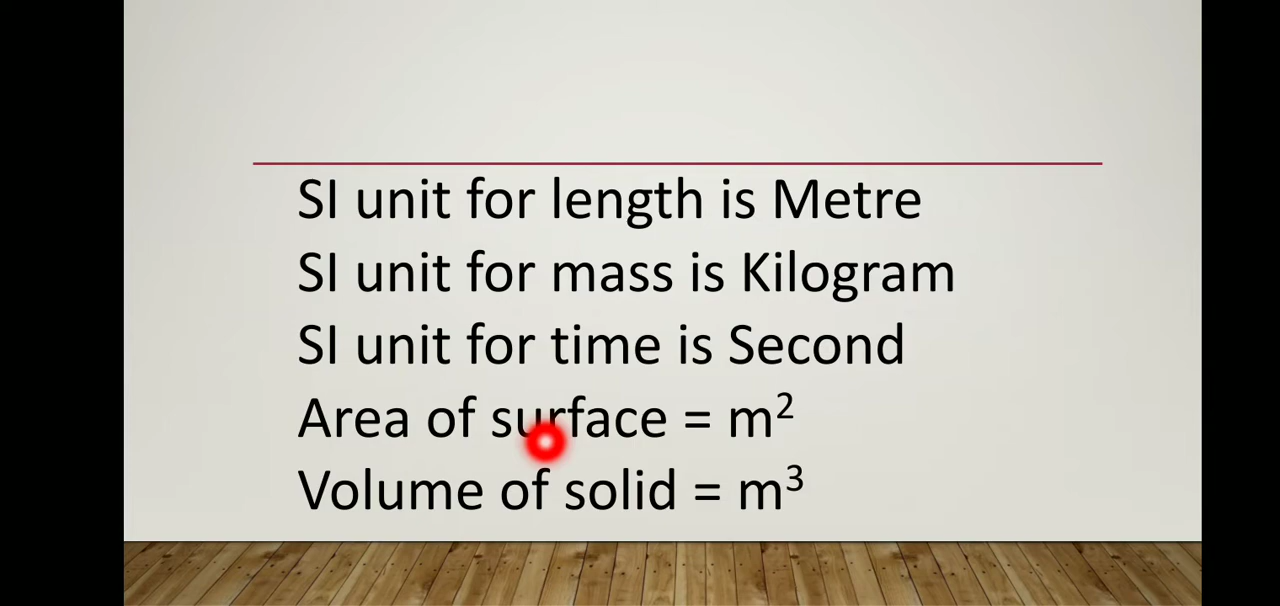 SI unit for length is Metre
SI unit for mass is Kilogram
SI unit for time is Second
Area of surface = m²
Volume of solid = m³